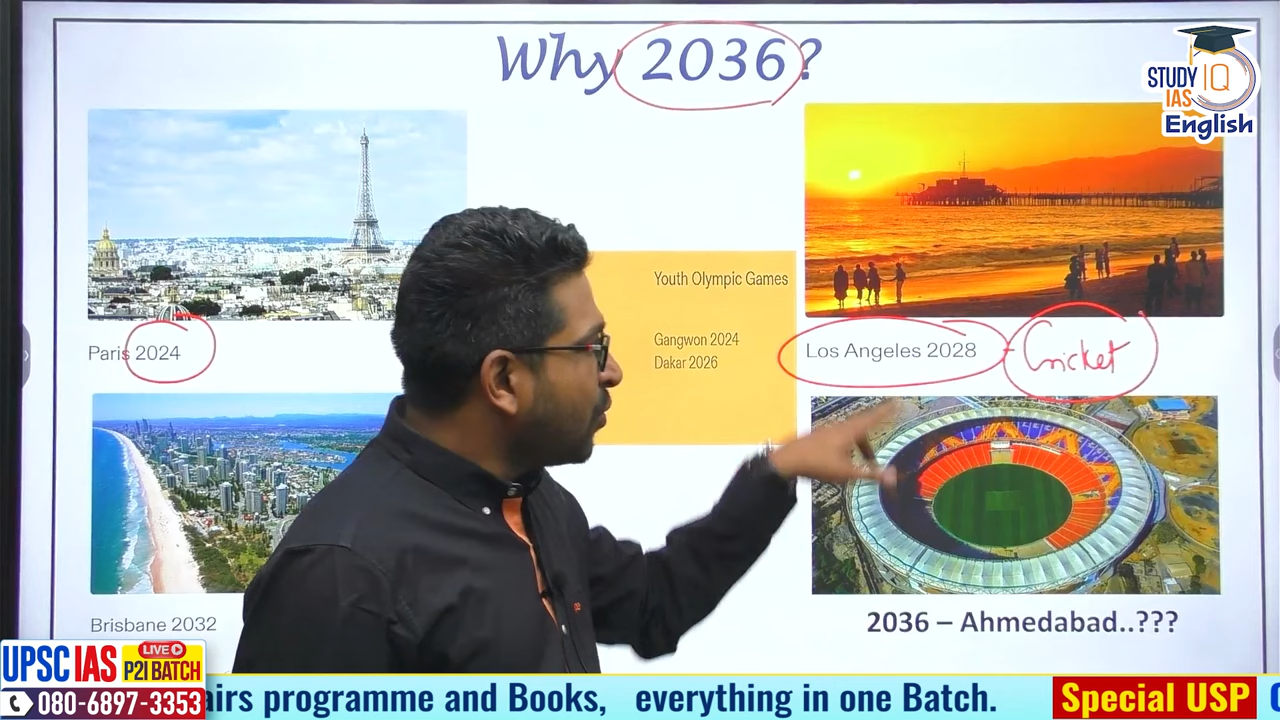 Why 2036?
STUDY IQ
IAS
English
Paris 2024
Youth Olympic Games
Gangwon 2024
Dakar 2026
Los Angeles 2028 - Cricket
Brisbane 2032
2036 – Ahmedabad..???
UPSC IAS
LIVE
P2I BATCH
080-6897-3353
airs programme and Books, everything in one Batch.
Special USP